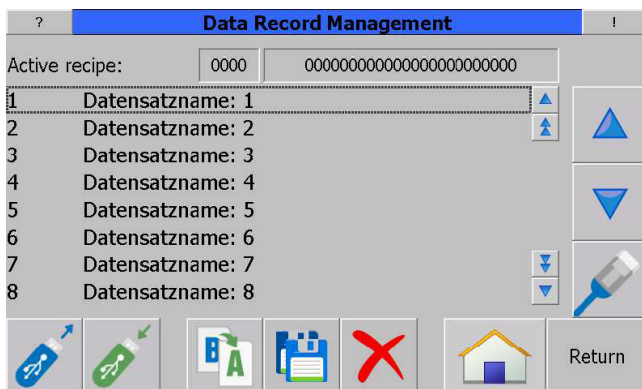 ? Data Record Management !
Active recipe: 0000 000000000000000000000000
1 Datensatzname: 1
2 Datensatzname: 2
3 Datensatzname: 3
4 Datensatzname: 4
5 Datensatzname: 5
6 Datensatzname: 6
7 Datensatzname: 7
8 Datensatzname: 8
B A Return